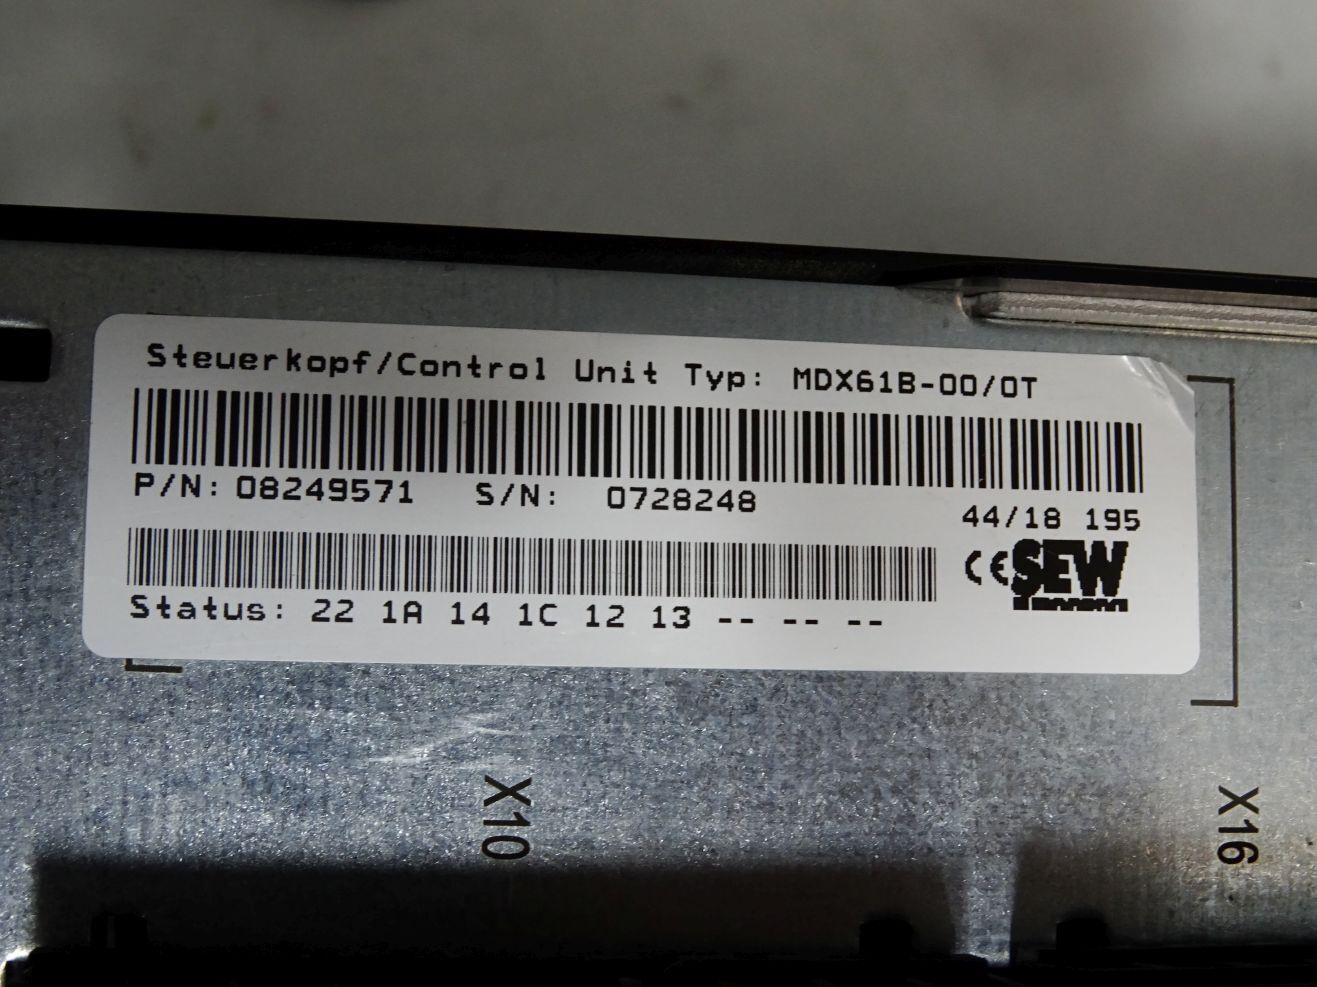 Steuerkopf/Control Unit Typ: MDX61B-00/0T
P/N: 08249571 S/N: 0728248
44/18 195
CE SEW
Status: 22 1A 14 1C 12 13 -- -- --
X10
X16